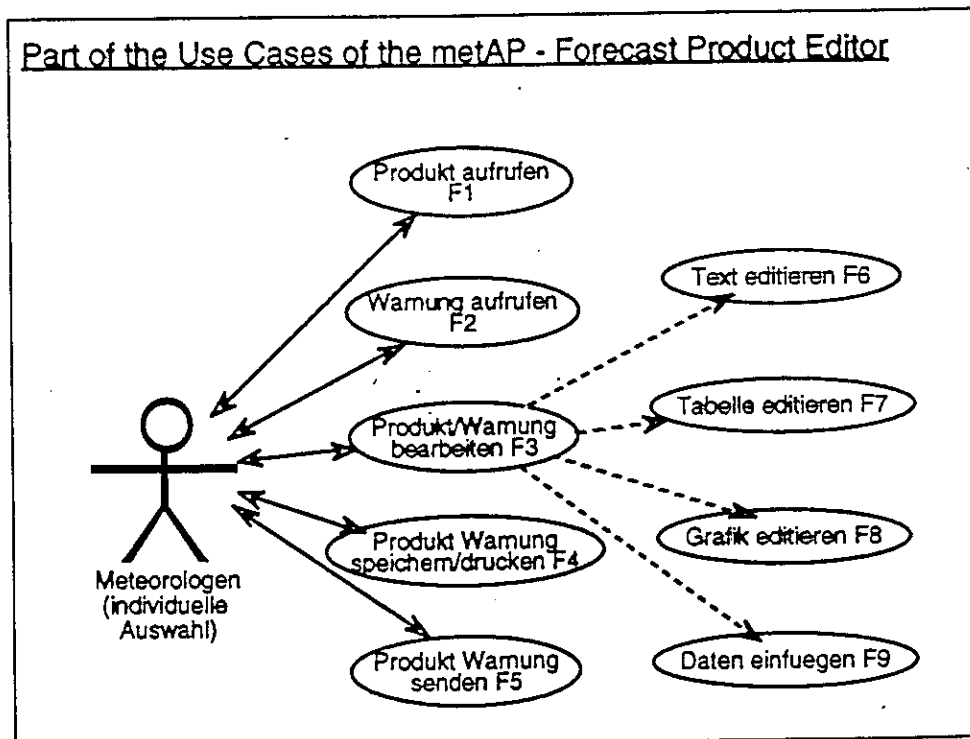 Part of the Use Cases of the metAP - Forecast Product Editor
Produkt aufrufen
F1
Warnung aufrufen
F2
Produkt/Warnung
bearbeiten F3
Produkt Warnung
speichern/drucken F4
Produkt Warnung
senden F5
Text editieren F6
Tabelle editieren F7
Grafik editieren F8
Daten einfuegen F9
Meteorologen
(individuelle
Auswahl)